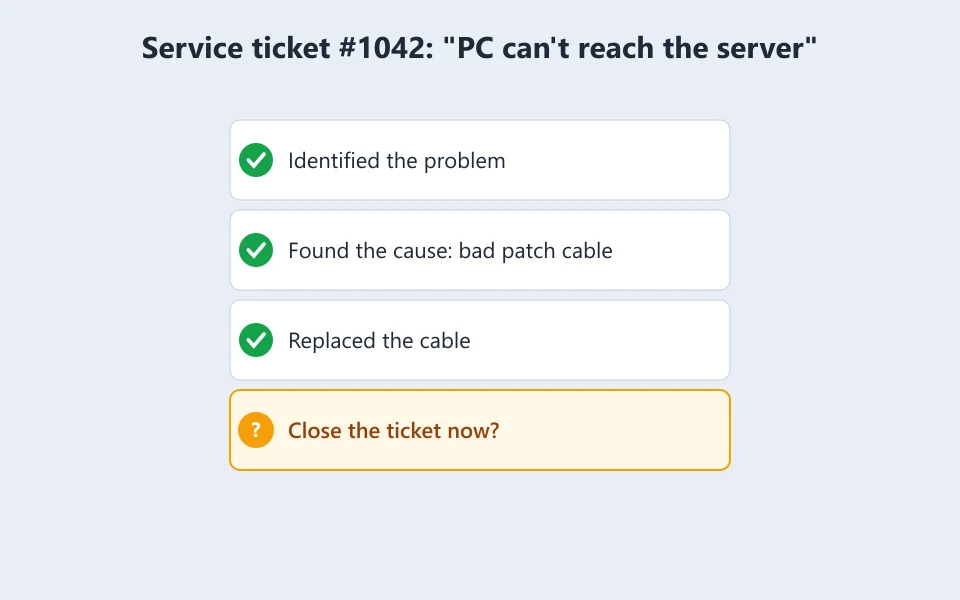 Service ticket #1042: "PC can't reach the server"
Identified the problem
Found the cause: bad patch cable
Replaced the cable
? Close the ticket now?